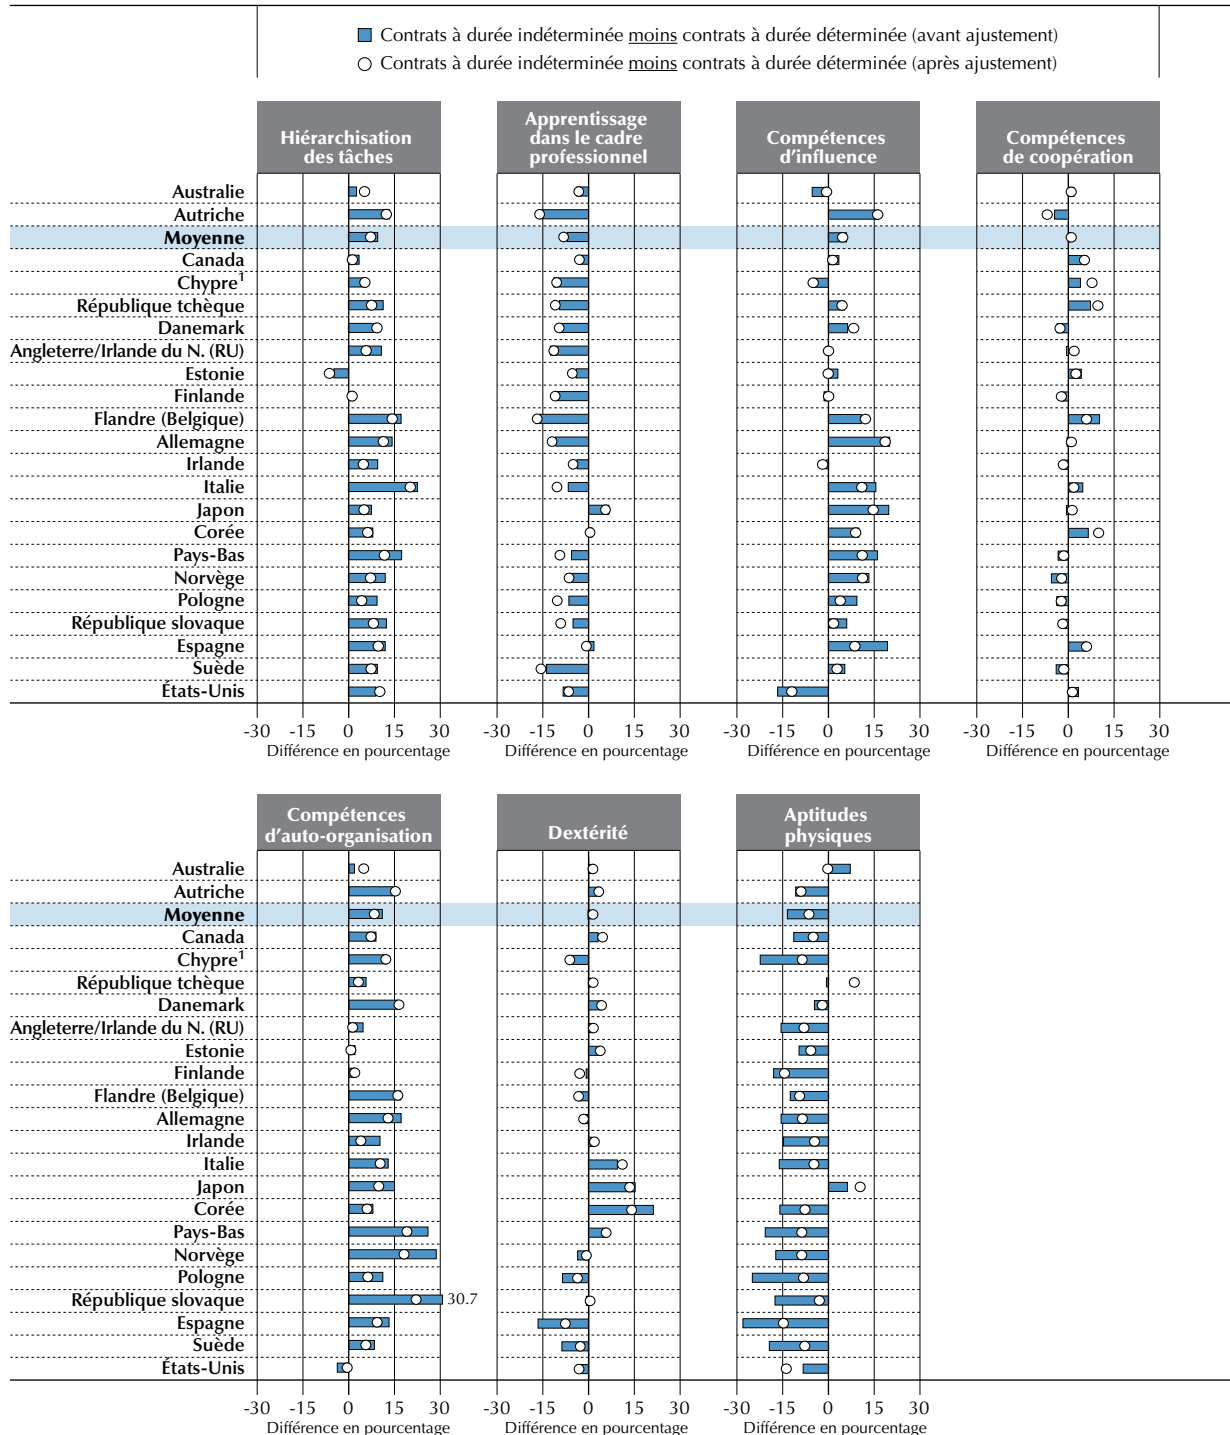 Contrats à durée indéterminée moins contrats à durée déterminée (avant ajustement)
Contrats à durée indéterminée moins contrats à durée déterminée (après ajustement)
Hiérarchisation
des tâches
Apprentissage
dans le cadre
professionnel
Compétences
d'influence
Compétences
de coopération
Australie
Autriche
Moyenne
Canada
Chypre1
République tchèque
Danemark
Angleterre/Irlande du N. (RU)
Estonie
Finlande
Flandre (Belgique)
Allemagne
Irlande
Italie
Japon
Corée
Pays-Bas
Norvège
Pologne
République slovaque
Espagne
Suède
États-Unis
-30 -15 0 15 30 -30 -15 0 15 30 -30 -15 0 15 30 -30 -15 0 15 30
Différence en pourcentage Différence en pourcentage Différence en pourcentage Différence en pourcentage
Compétences
d'auto-organisation
Dextérité
Aptitudes
physiques
Australie
Autriche
Moyenne
Canada
Chypre1
République tchèque
Danemark
Angleterre/Irlande du N. (RU)
Estonie
Finlande
Flandre (Belgique)
Allemagne
Irlande
Italie
Japon
Corée
Pays-Bas
Norvège
Pologne
République slovaque 30.7
Espagne
Suède
États-Unis
-30 -15 0 15 30 -30 -15 0 15 30 -30 -15 0 15 30
Différence en pourcentage Différence en pourcentage Différence en pourcentage